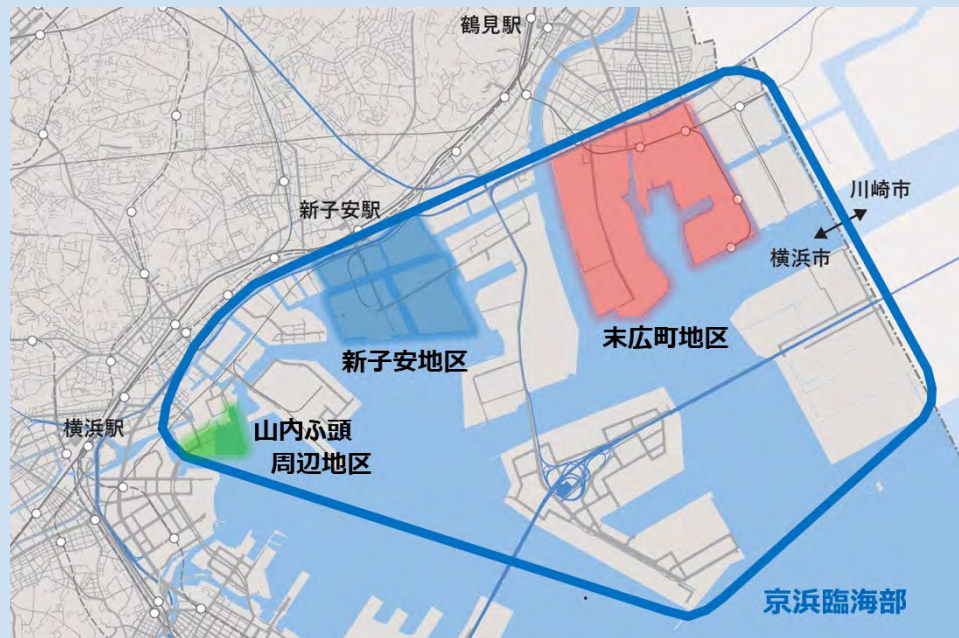 鶴見駅
川崎市
新子安駅
横浜市
末広町地区
新子安地区
横浜駅
山内ふ頭
周辺地区
京浜臨海部